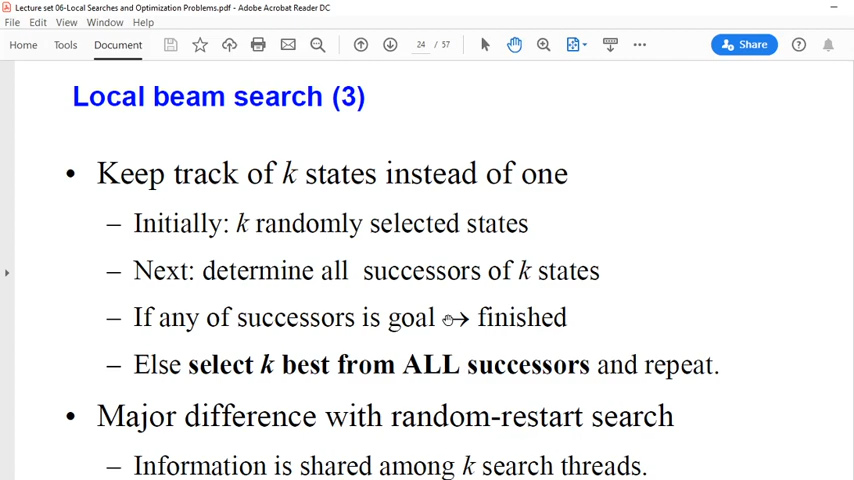 Lecture set 06-Local Searches and Optimization Problems.pdf - Adobe Acrobat Reader DC
File Edit View Window Help
Home Tools Document 24 / 57 Share
Local beam search (3)
• Keep track of k states instead of one
– Initially: k randomly selected states
– Next: determine all successors of k states
– If any of successors is goal → finished
– Else select k best from ALL successors and repeat.
• Major difference with random-restart search
– Information is shared among k search threads.